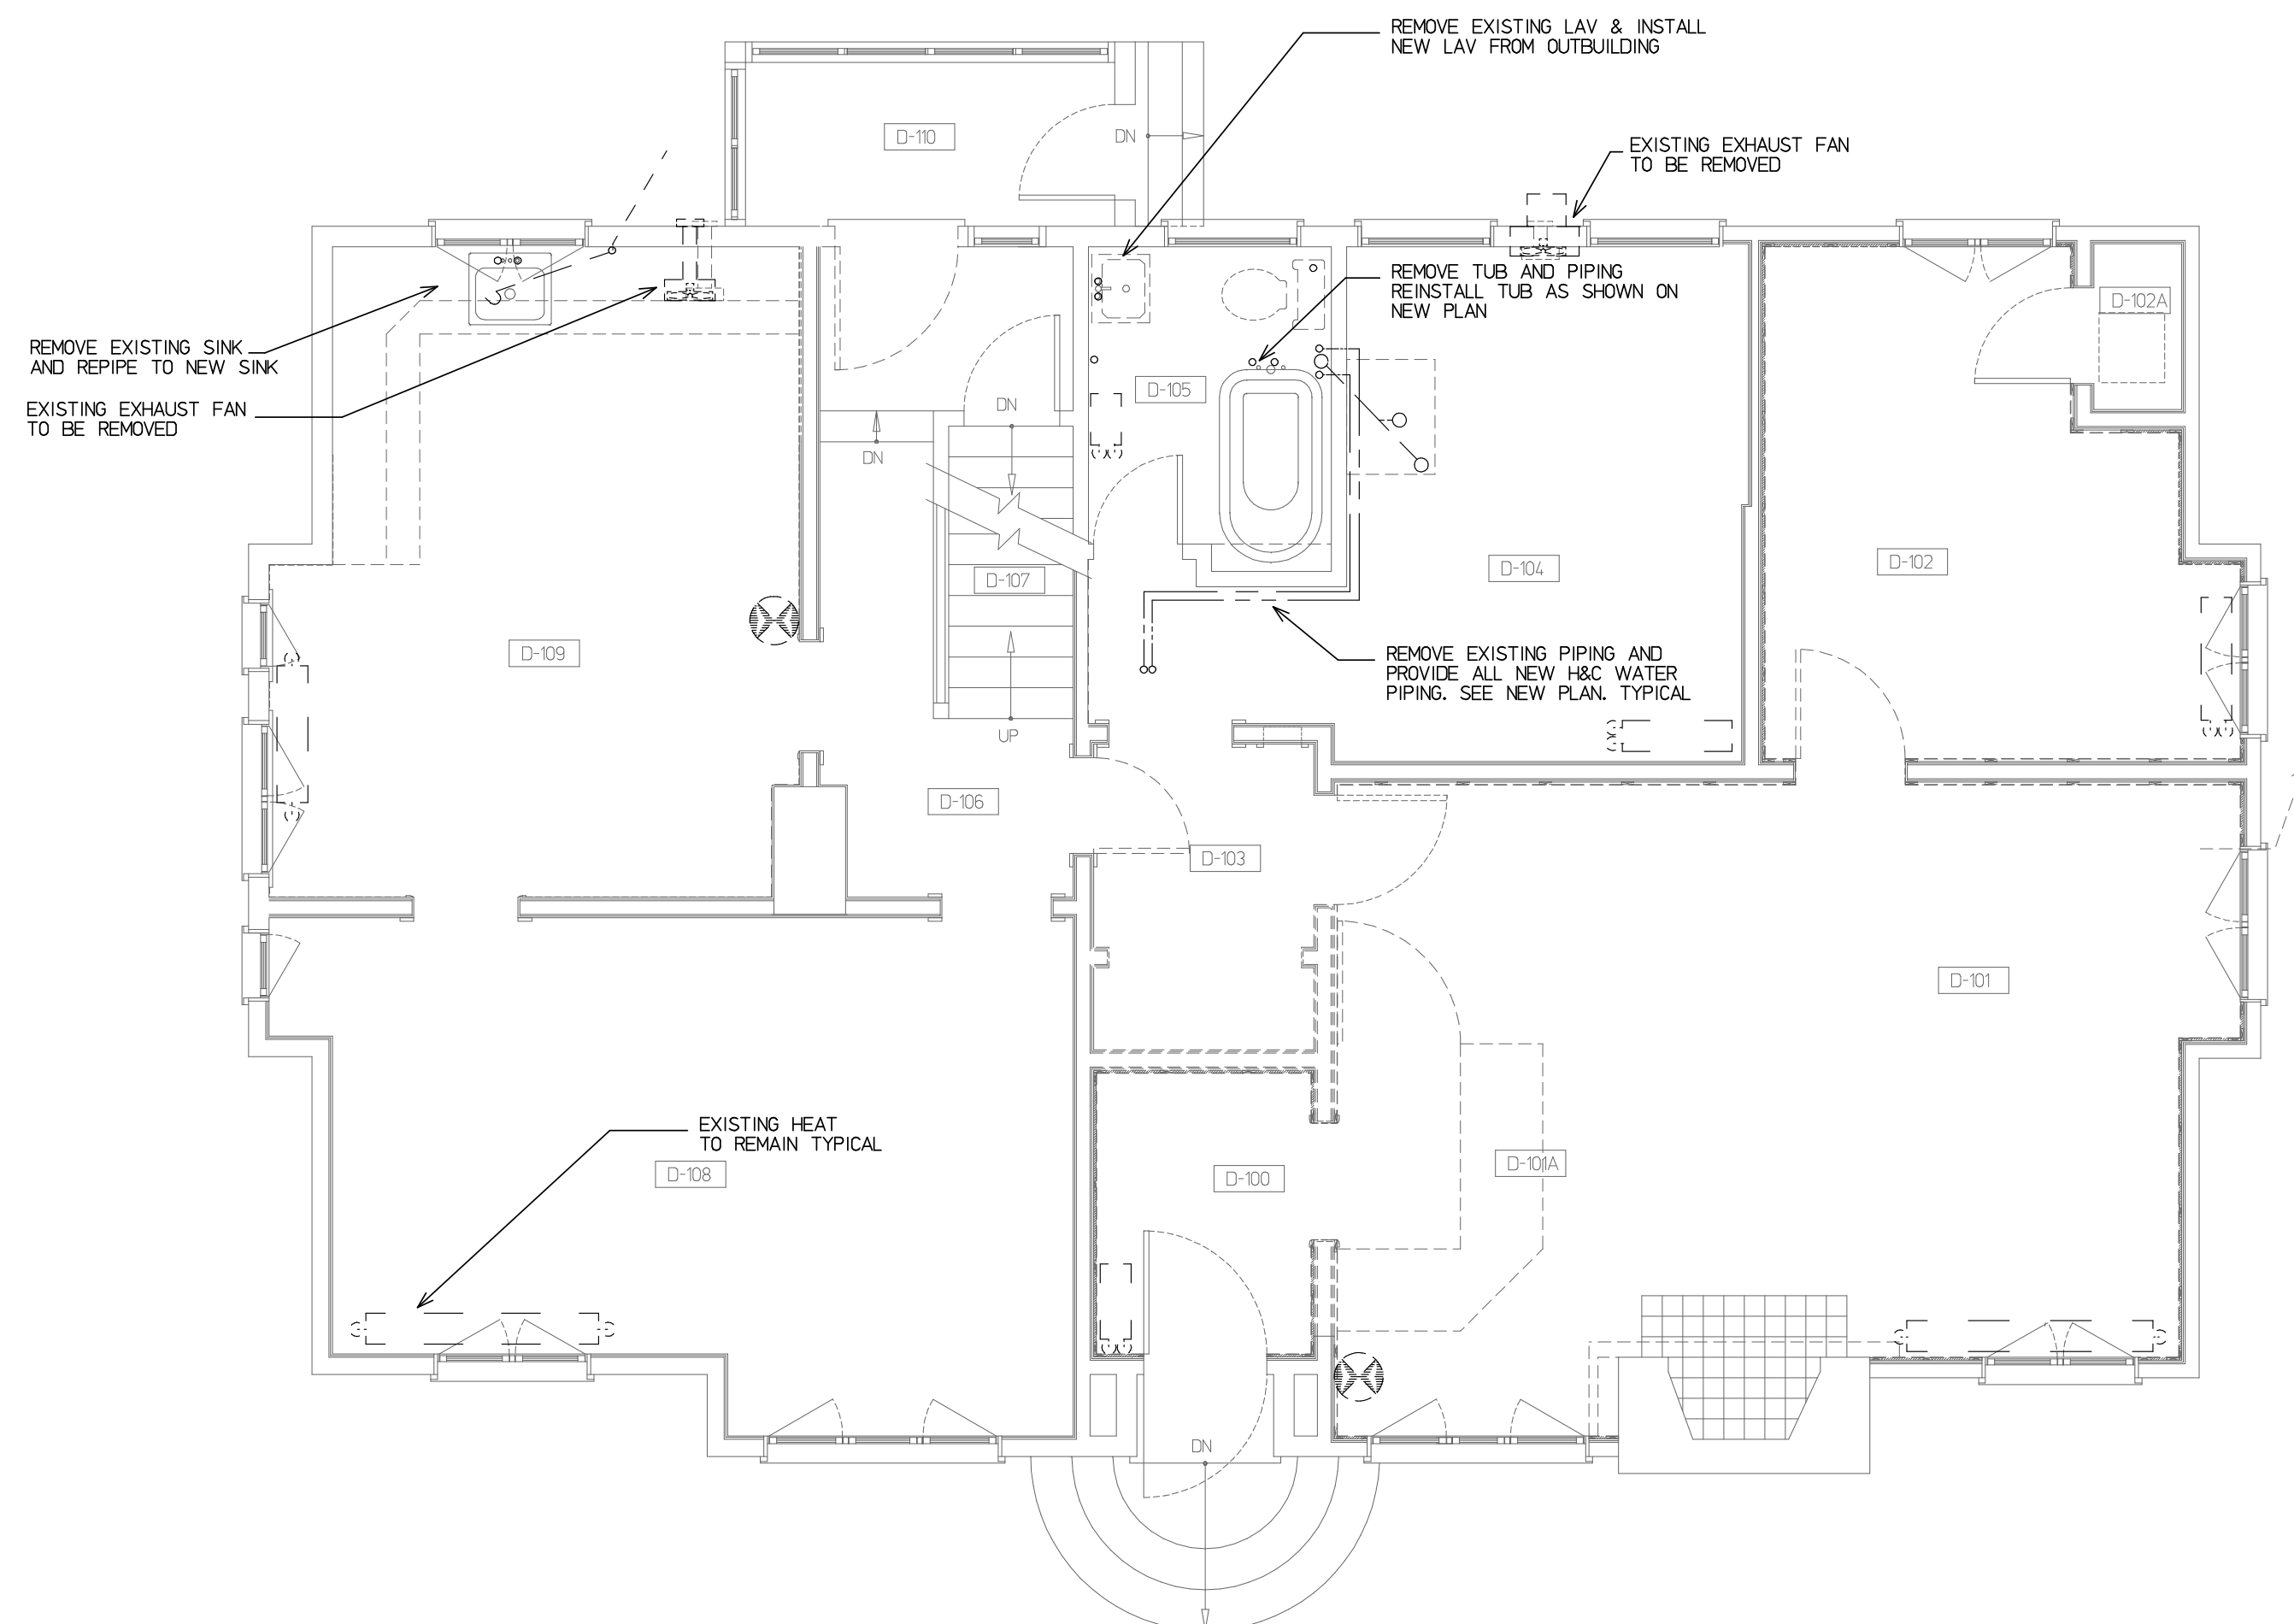 REMOVE EXISTING LAV & INSTALL
NEW LAV FROM OUTBUILDING
D-110
DN
EXISTING EXHAUST FAN
TO BE REMOVED
REMOVE TUB AND PIPING
REINSTALL TUB AS SHOWN ON
NEW PLAN
D-102A
REMOVE EXISTING SINK
AND REPIPE TO NEW SINK
D-105
EXISTING EXHAUST FAN
TO BE REMOVED
DN
DN
D-104
D-102
D-107
D-109
REMOVE EXISTING PIPING AND
PROVIDE ALL NEW H&C WATER
PIPING. SEE NEW PLAN. TYPICAL
UP
D-106
D-103
D-101
EXISTING HEAT
TO REMAIN TYPICAL
D-108
D-100
D-101A
DN